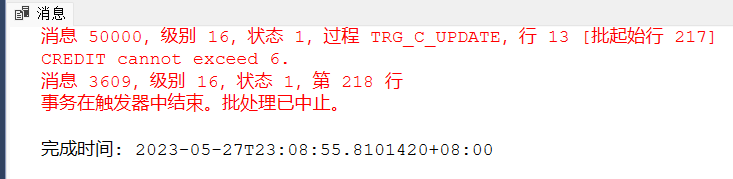 消息
消息 50000，级别 16，状态 1，过程 TRG_C_UPDATE，行 13 [批起始行 217]
CREDIT cannot exceed 6.
消息 3609，级别 16，状态 1，第 218 行
事务在触发器中结束。批处理已中止。
完成时间: 2023-05-27T23:08:55.8101420+08:00